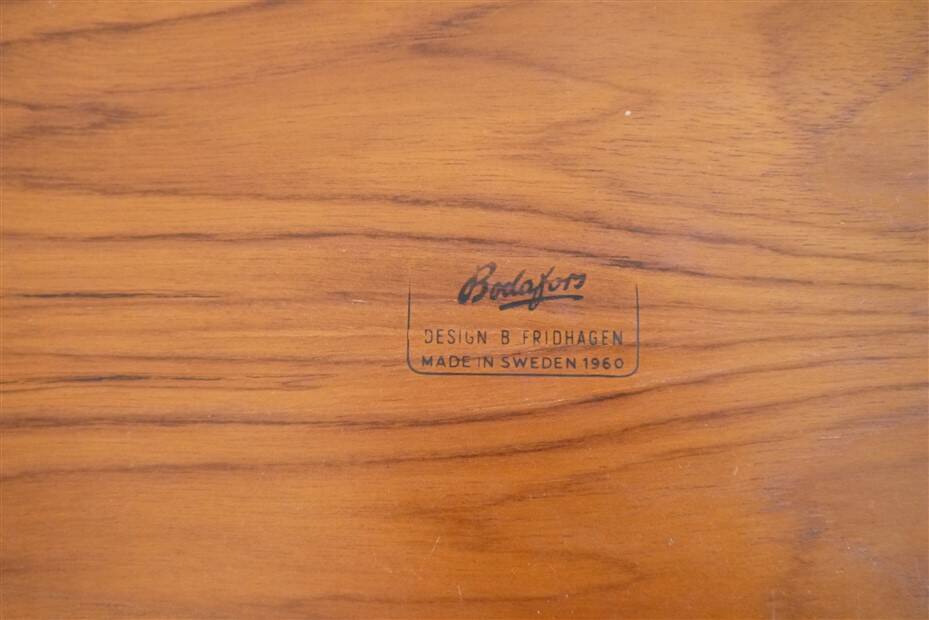 Bodafors
DESIGN B FRIDHAGEN
MADE IN SWEDEN 1960